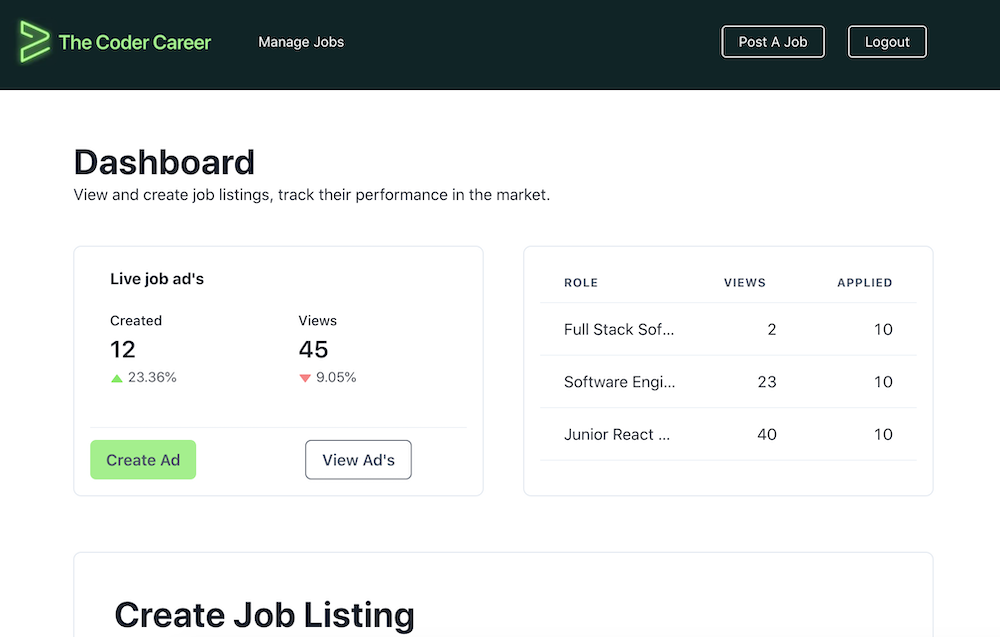 The Coder Career
Manage Jobs
Post A Job
Logout
Dashboard
View and create job listings, track their performance in the market.
Live job ad's
Created Views
12 45
23.36% 9.05%
Create Ad View Ad's
ROLE VIEWS APPLIED
Full Stack Sof... 2 10
Software Engi... 23 10
Junior React ... 40 10
Create Job Listing